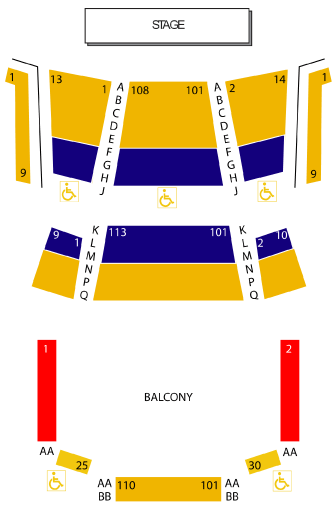 STAGE
1 13 1 A 108 101 A 2 14 1
B B
C C
D D
E E
F F
9 G G 9
H H
J J
9 1 K 113 101 K 2 10
L L
M M
N N
P P
Q Q
1 2
BALCONY
AA AA
25 30
AA 110 101 AA
BB BB